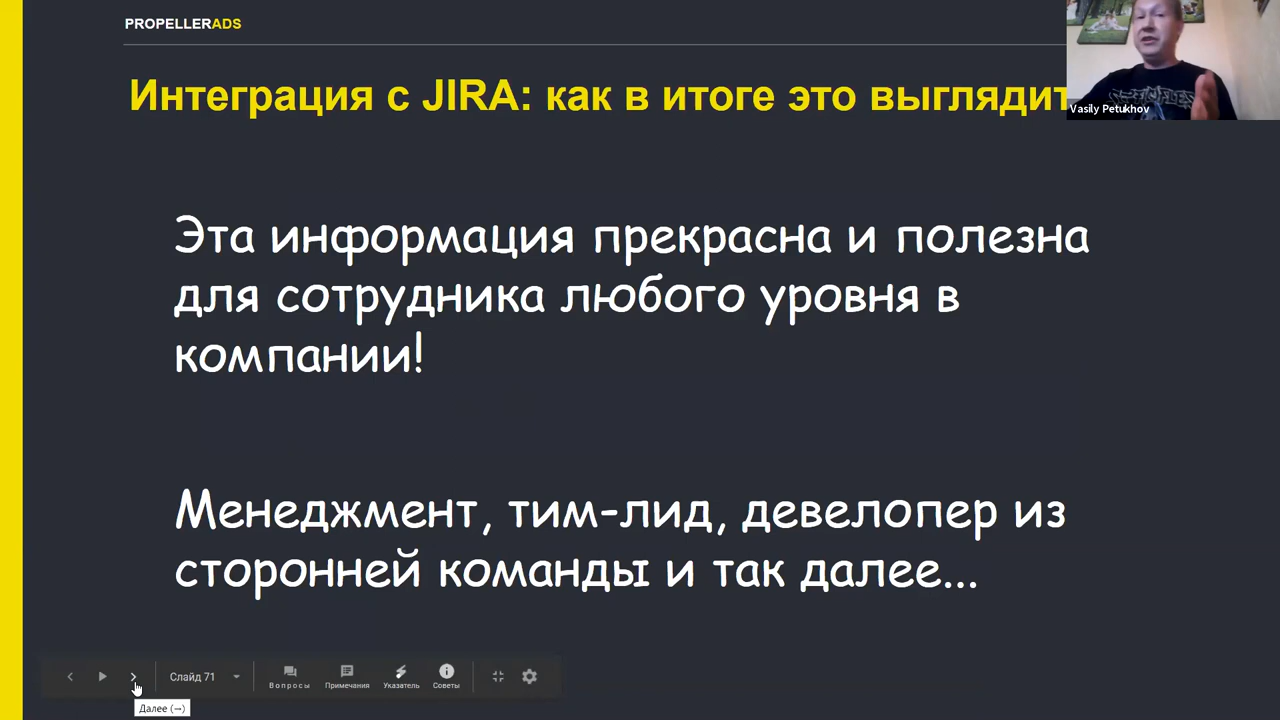 PROPELLERADS
Интеграция с JIRA: как в итоге это выглядит
Vasily Petukhov
Эта информация прекрасна и полезна
для сотрудника любого уровня в
компании!
Менеджмент, тим-лид, девелопер из
сторонней команды и так далее...
Слайд 71
Вопросы
Примечания
Указатель
Советы
Далее (→)